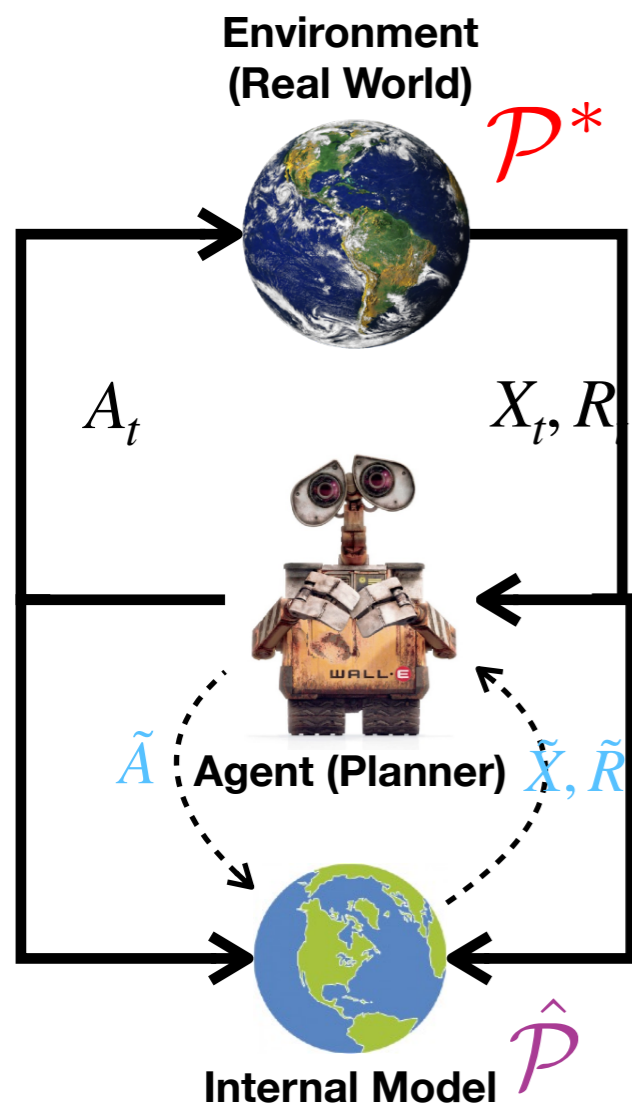 Environment
(Real World)
𝒫*
A_t
X_t, R_t
WALL·E
Ã
Agent (Planner)
X̃, R̃
𝒫̂
Internal Model